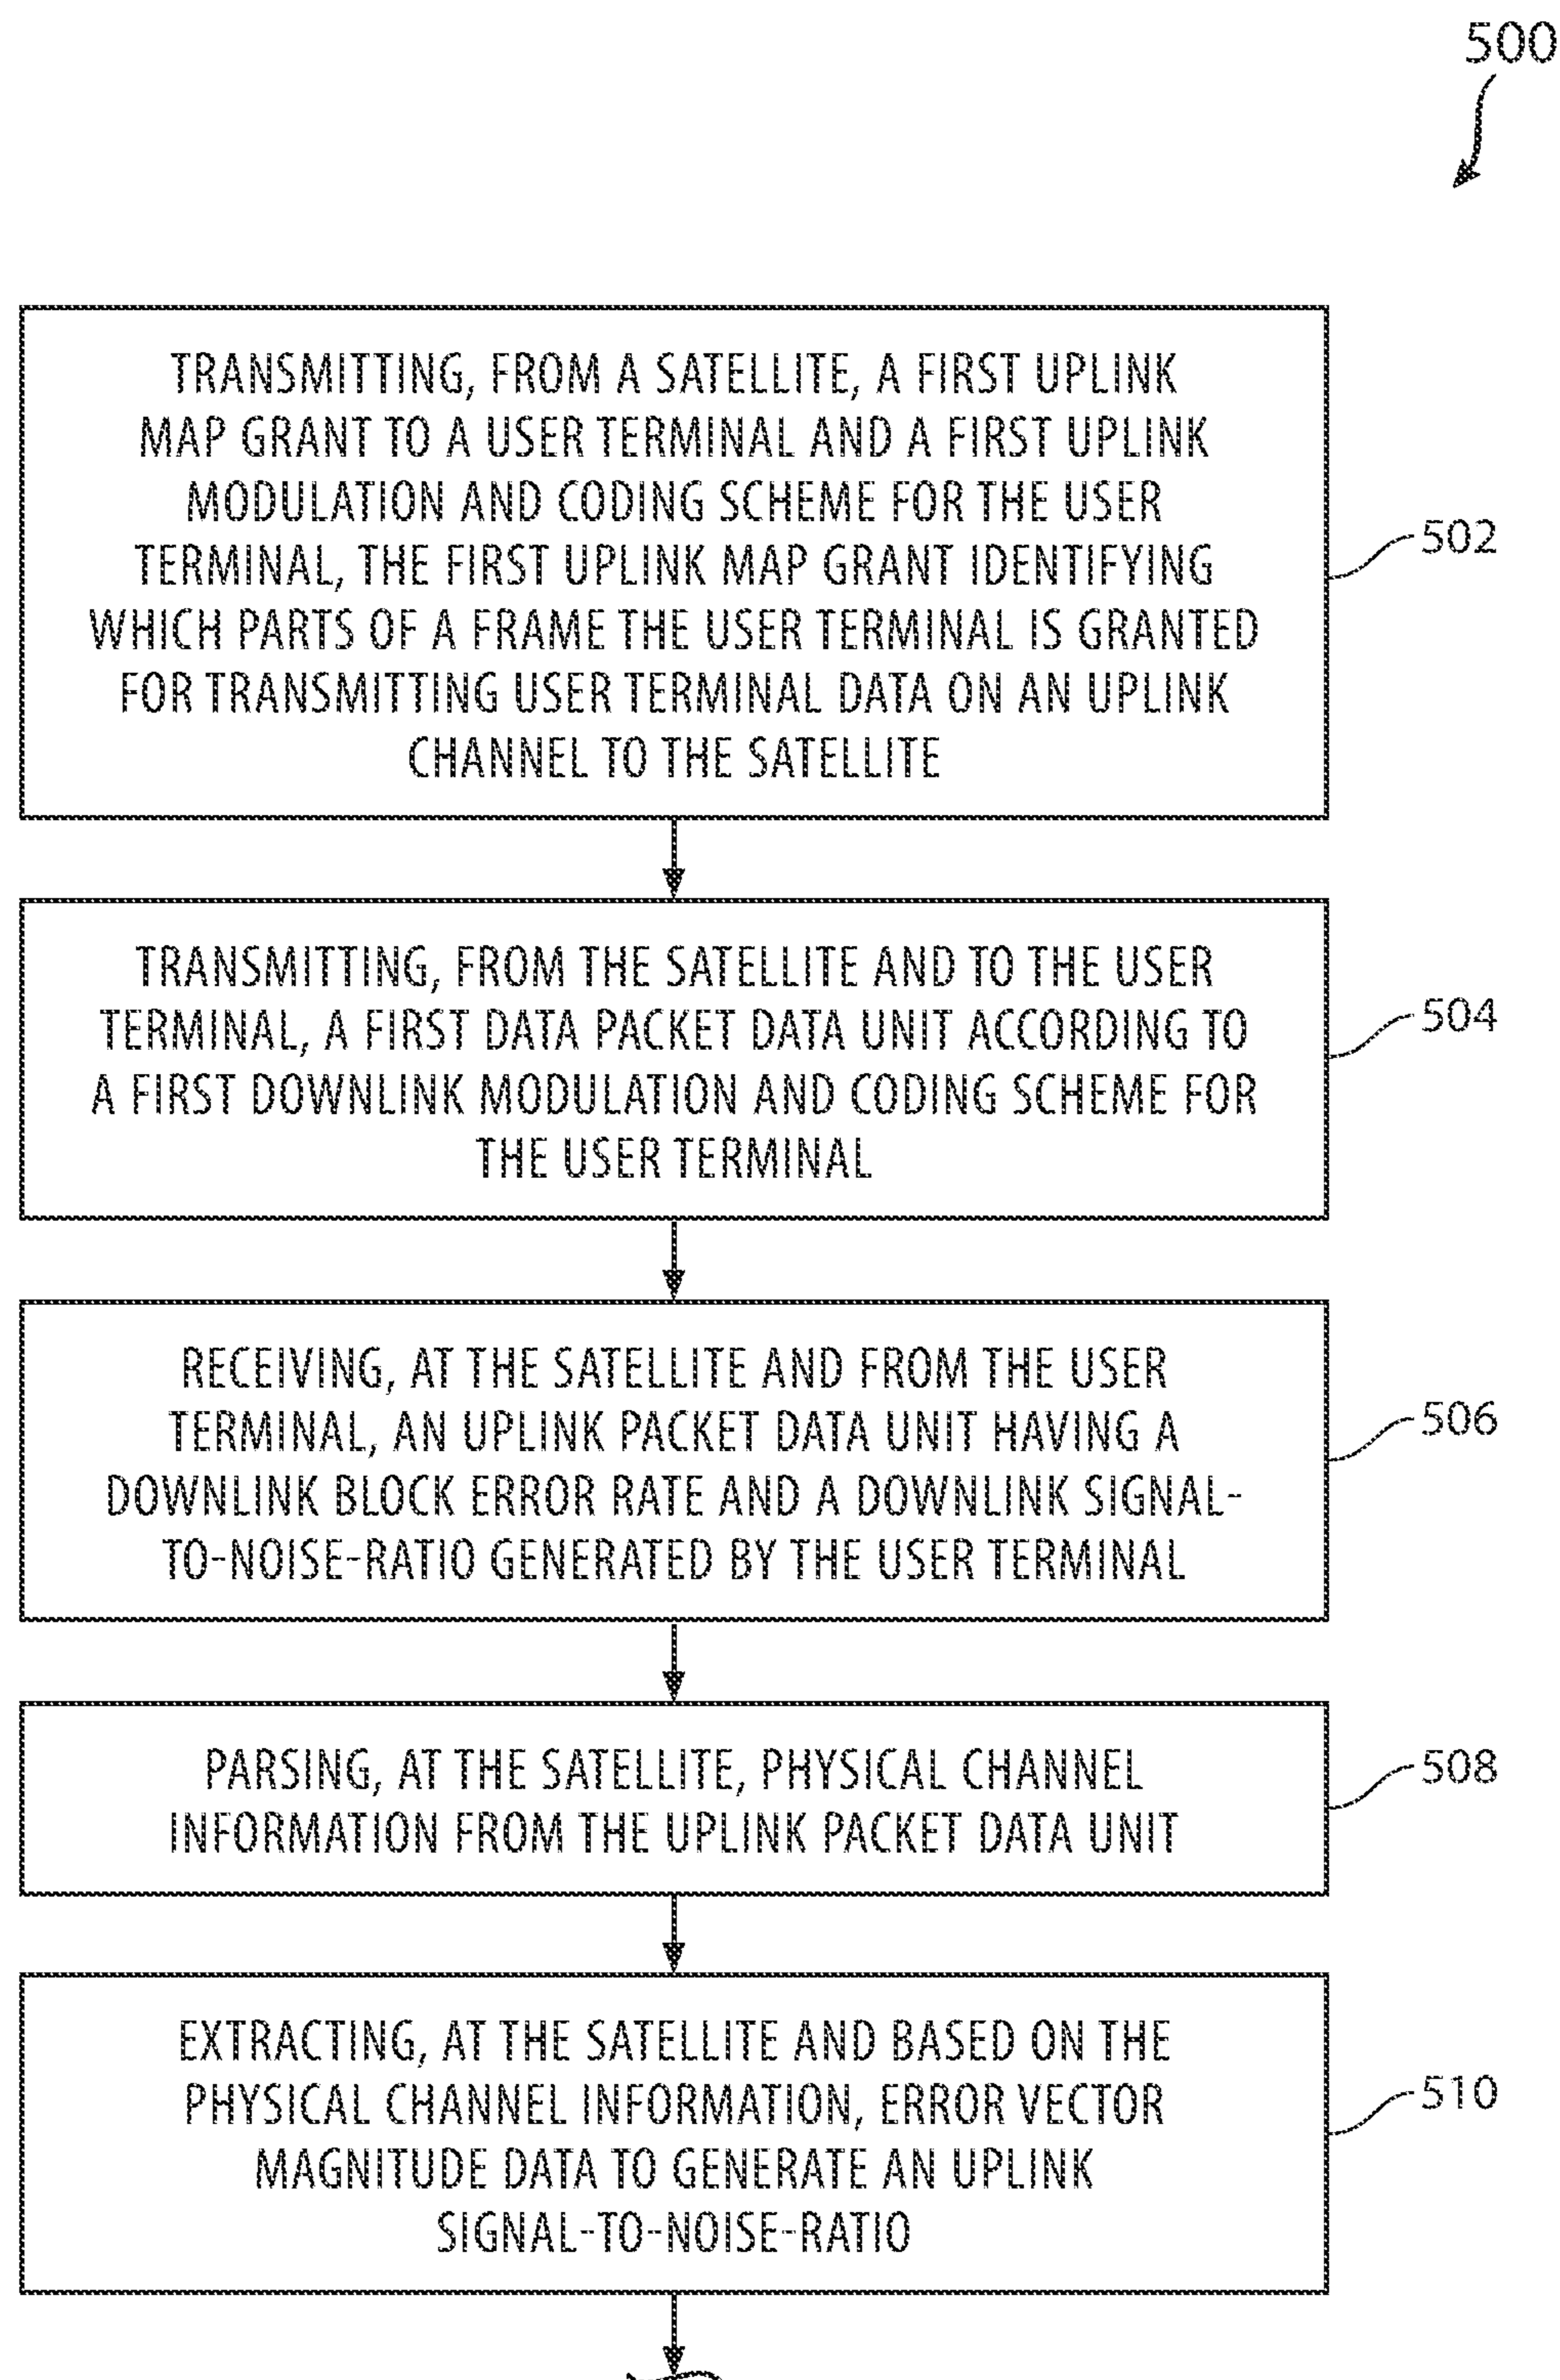 500
TRANSMITTING, FROM A SATELLITE, A FIRST UPLINK
MAP GRANT TO A USER TERMINAL AND A FIRST UPLINK
MODULATION AND CODING SCHEME FOR THE USER
TERMINAL, THE FIRST UPLINK MAP GRANT IDENTIFYING
WHICH PARTS OF A FRAME THE USER TERMINAL IS GRANTED
FOR TRANSMITTING USER TERMINAL DATA ON AN UPLINK
CHANNEL TO THE SATELLITE
502
TRANSMITTING, FROM THE SATELLITE AND TO THE USER
TERMINAL, A FIRST DATA PACKET DATA UNIT ACCORDING TO
A FIRST DOWNLINK MODULATION AND CODING SCHEME FOR
THE USER TERMINAL
504
RECEIVING, AT THE SATELLITE AND FROM THE USER
TERMINAL, AN UPLINK PACKET DATA UNIT HAVING A
DOWNLINK BLOCK ERROR RATE AND A DOWNLINK SIGNAL-
TO-NOISE-RATIO GENERATED BY THE USER TERMINAL
506
PARSING, AT THE SATELLITE, PHYSICAL CHANNEL
INFORMATION FROM THE UPLINK PACKET DATA UNIT
508
EXTRACTING, AT THE SATELLITE AND BASED ON THE
PHYSICAL CHANNEL INFORMATION, ERROR VECTOR
MAGNITUDE DATA TO GENERATE AN UPLINK
SIGNAL-TO-NOISE-RATIO
510